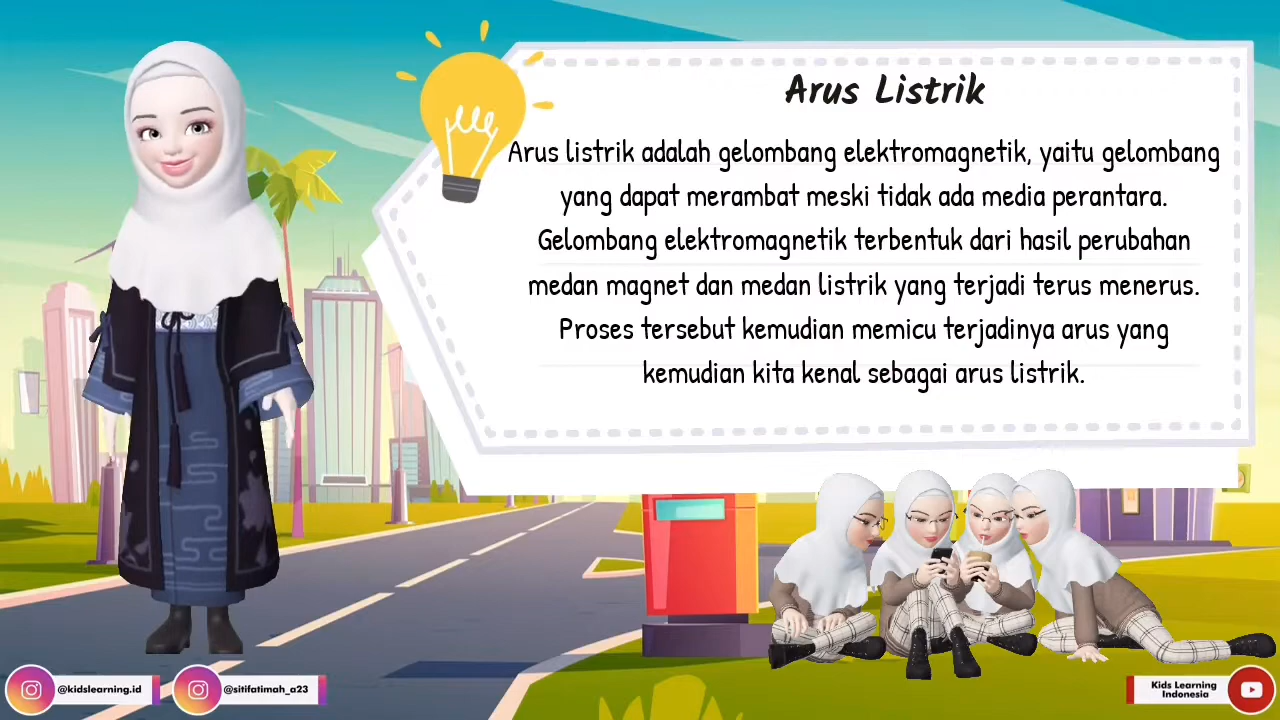 Arus Listrik
Arus listrik adalah gelombang elektromagnetik, yaitu gelombang
yang dapat merambat meski tidak ada media perantara.
Gelombang elektromagnetik terbentuk dari hasil perubahan
medan magnet dan medan listrik yang terjadi terus menerus.
Proses tersebut kemudian memicu terjadinya arus yang
kemudian kita kenal sebagai arus listrik.
@kidslearning.id
@sitifatimah_a23
Kids Learning
Indonesia